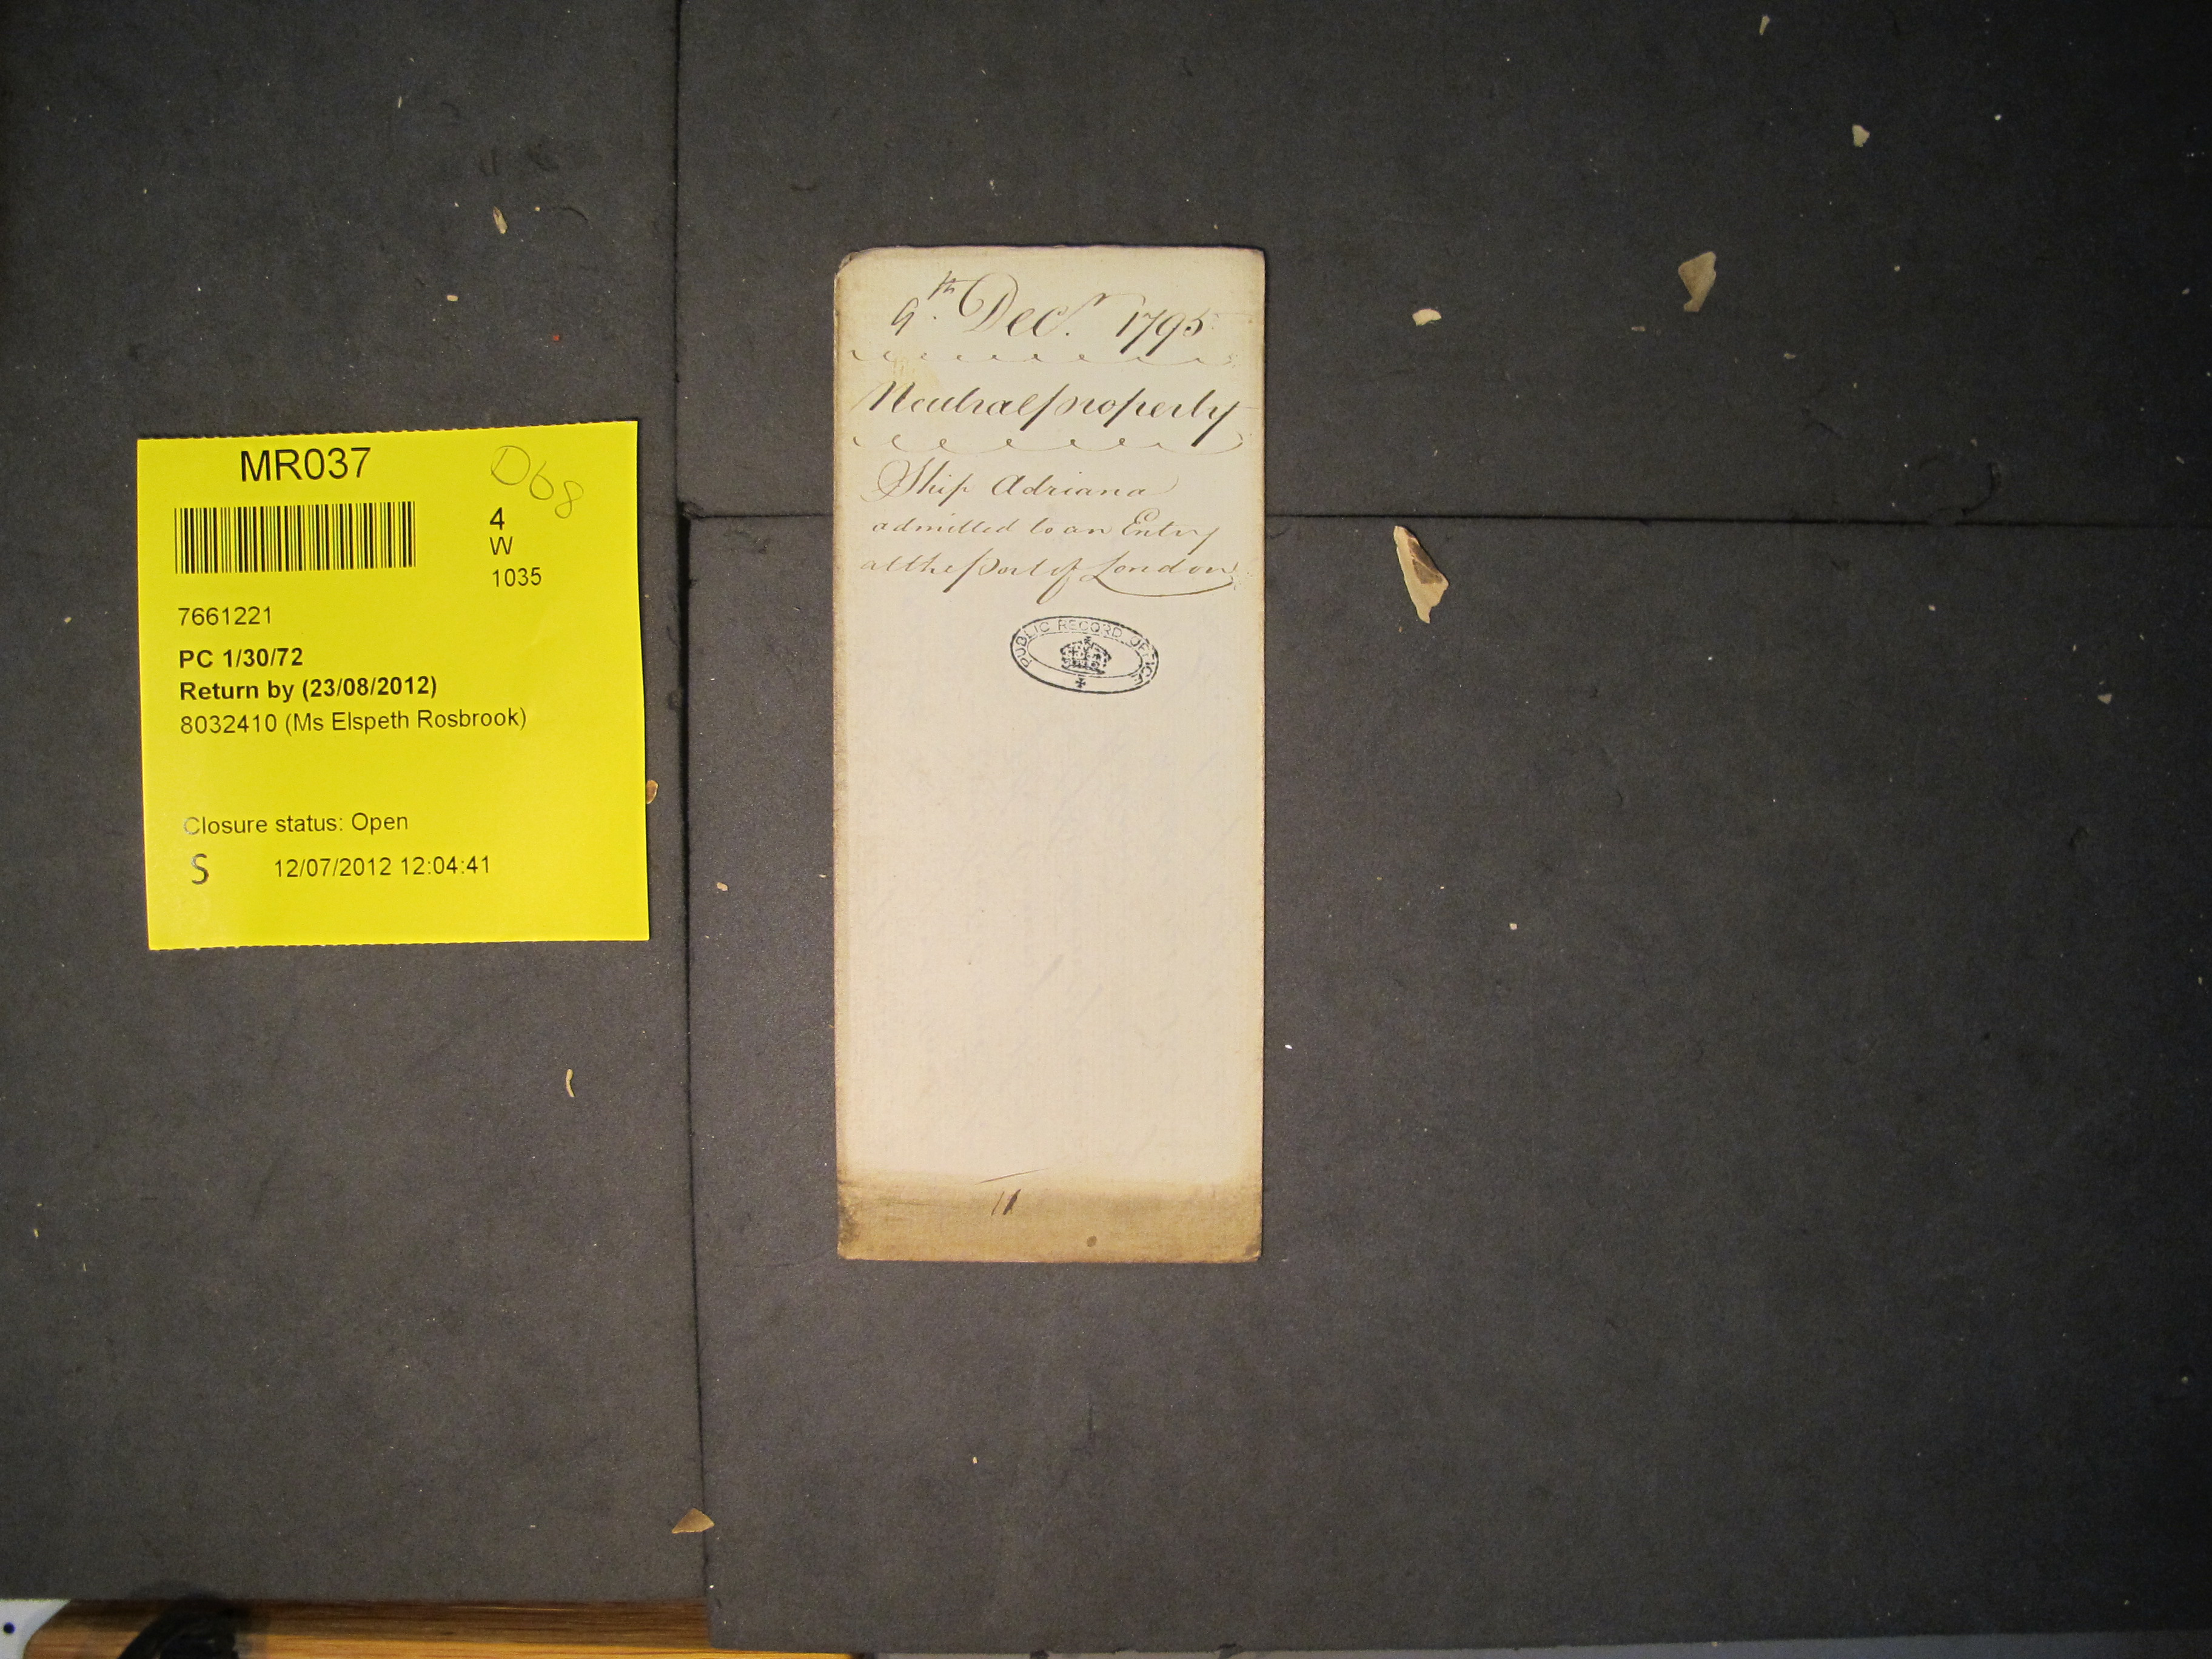 MR037
D68
4
W
1035
7661221
PC 1/30/72
Return by (23/08/2012)
8032410 (Ms Elspeth Rosbrook)
Closure status: Open
S 12/07/2012 12:04:41
9th. Decr. 1795
Neutral property
Ship Adriana
admitted to an Entry
at the Port of London
PUBLIC RECORD OFFICE
11